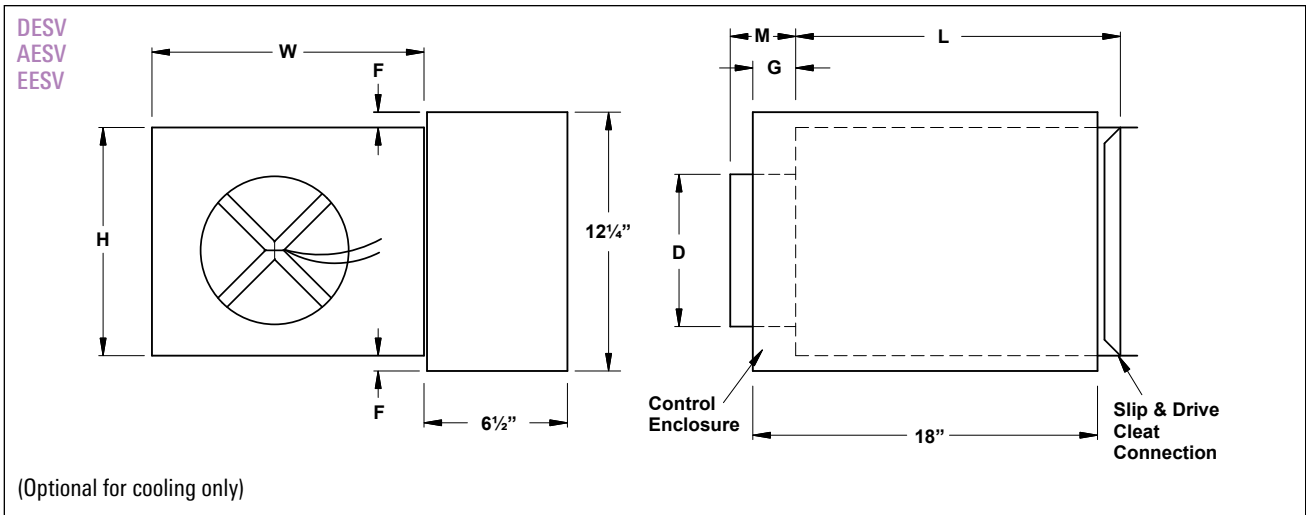 DESV
AESV
EESV
W
F
H
F
12¼”
6½”
M
L
G
D
Control
Enclosure
18”
Slip & Drive
Cleat
Connection
(Optional for cooling only)